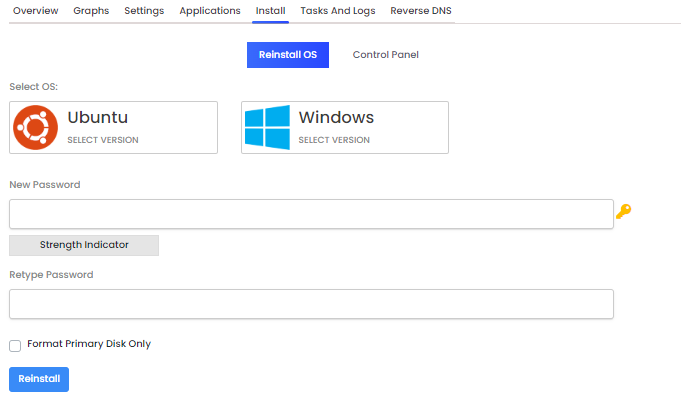 Overview Graphs Settings Applications Install Tasks And Logs Reverse DNS
Reinstall OS Control Panel
Select OS:
Ubuntu Windows
SELECT VERSION SELECT VERSION
New Password
Strength Indicator
Retype Password
Format Primary Disk Only
Reinstall